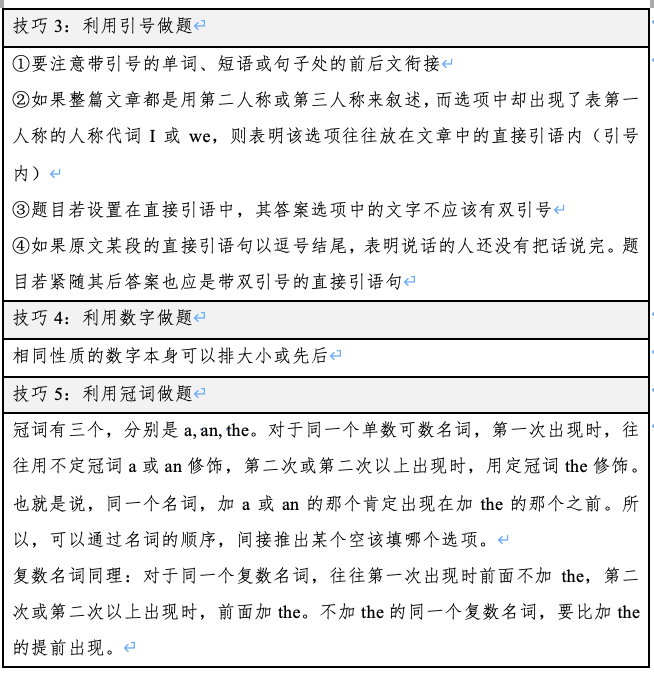 技巧 3：利用引号做题
①要注意带引号的单词、短语或句子处的前后文衔接
②如果整篇文章都是用第二人称或第三人称来叙述，而选项中却出现了表第一
人称的人称代词 I 或 we，则表明该选项往往放在文章中的直接引语内（引号
内）
③题目若设置在直接引语中，其答案选项中的文字不应该有双引号
④如果原文某段的直接引语句以逗号结尾，表明说话的人还没有把话说完。题
目若紧随其后答案也应是带双引号的直接引语句
技巧 4：利用数字做题
相同性质的数字本身可以排大小或先后
技巧 5：利用冠词做题
冠词有三个，分别是 a, an, the。对于同一个单数可数名词，第一次出现时，往
往用不定冠词 a 或 an 修饰，第二次或第二次以上出现时，用定冠词 the 修饰。
也就是说，同一个名词，加 a 或 an 的那个肯定出现在加 the 的那个之前。所
以，可以通过名词的顺序，间接推出某个空该填哪个选项。
复数名词同理：对于同一个复数名词，往往第一次出现时前面不加 the，第二
次或第二次以上出现时，前面加 the。不加 the 的同一个复数名词，要比加 the
的提前出现。